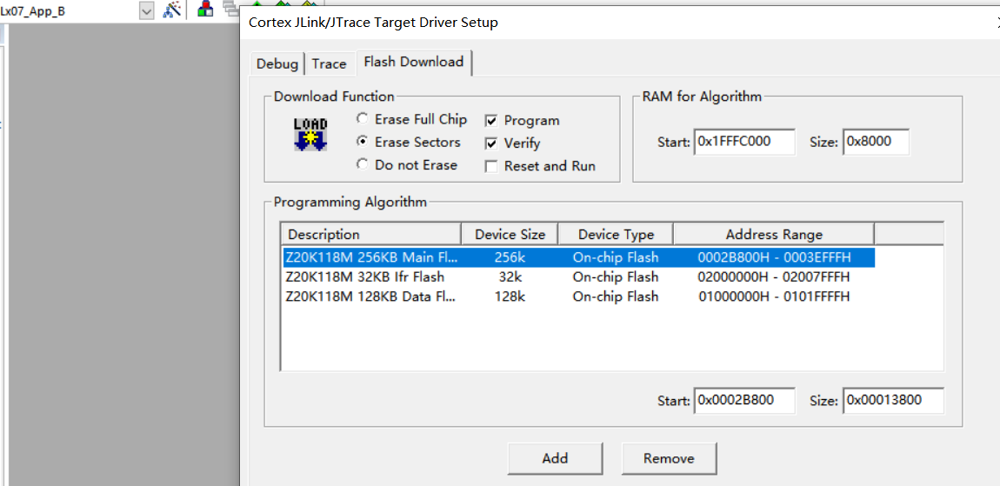 Lx07_App_B
Cortex JLink/JTrace Target Driver Setup
Debug Trace Flash Download
Download Function
LOAD
Erase Full Chip
Erase Sectors
Do not Erase
Program
Verify
Reset and Run
RAM for Algorithm
Start: 0x1FFFC000 Size: 0x8000
Programming Algorithm
Description Device Size Device Type Address Range
Z20K118M 256KB Main Fl... 256k On-chip Flash 0002B800H - 0003EFFFH
Z20K118M 32KB Ifr Flash 32k On-chip Flash 02000000H - 02007FFFH
Z20K118M 128KB Data Fl... 128k On-chip Flash 01000000H - 0101FFFFH
Start: 0x0002B800 Size: 0x00013800
Add Remove